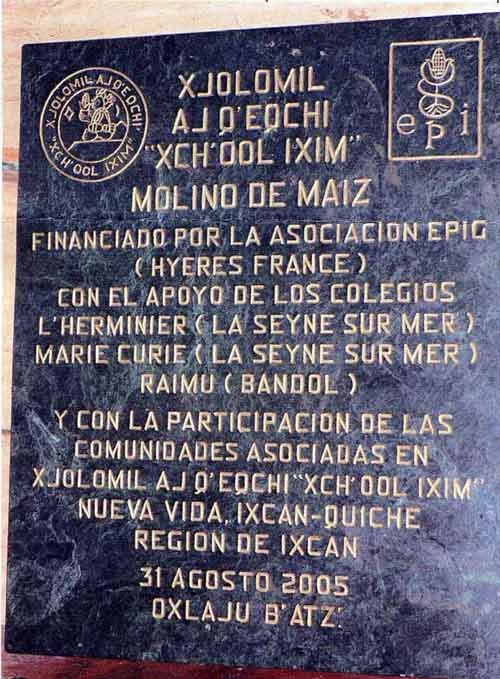 XJOLOMIL AJ Q'EQCHI'
"XCH'OOL IXIM"
epi
XJOLOMIL
AJ Q'EQCHI
"XCH'OOL IXIM"
MOLINO DE MAIZ
FINANCIADO POR LA ASOCIACION EPIG
(HYERES FRANCE)
CON EL APOYO DE LOS COLEGIOS
L'HERMINIER (LA SEYNE SUR MER)
MARIE CURIE (LA SEYNE SUR MER)
RAIMU (BANDOL)
Y CON LA PARTICIPACION DE LAS
COMUNIDADES ASOCIADAS EN
XJOLOMIL AJ Q'EQCHI "XCH'OOL IXIM"
NUEVA VIDA, IXCAN-QUICHE
REGION DE IXCAN
31 AGOSTO 2005
OXLAJU B'ATZ'.